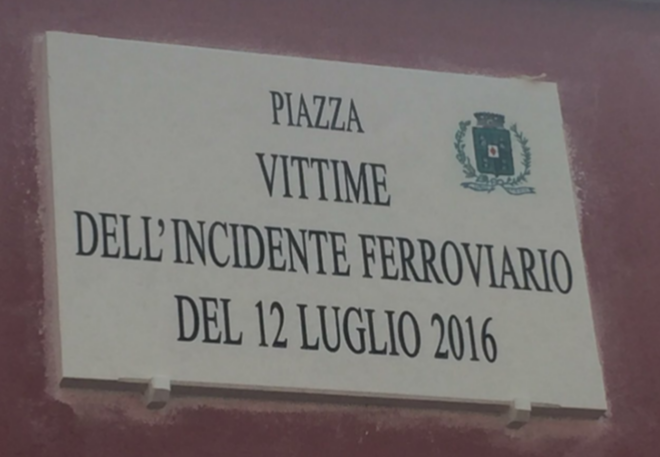 PIAZZA
VITTIME
DELL'INCIDENTE FERROVIARIO
DEL 12 LUGLIO 2016